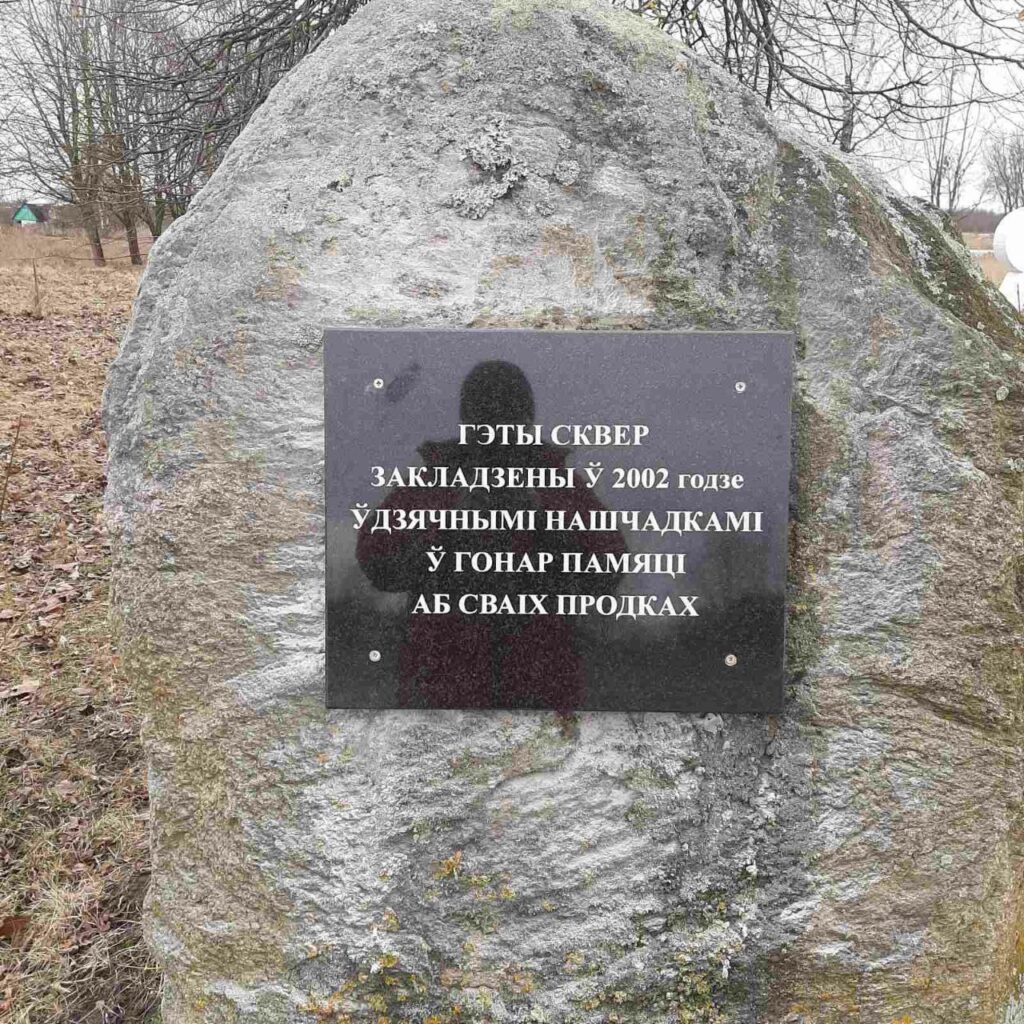 ГЭТЫ СКВЕР
ЗАКЛАДЗЕНЫ Ў 2002 годзе
ЎДЗЯЧНЫМІ НАШЧАДКАМІ
Ў ГОНАР ПАМЯЦІ
АБ СВАІХ ПРОДКАХ